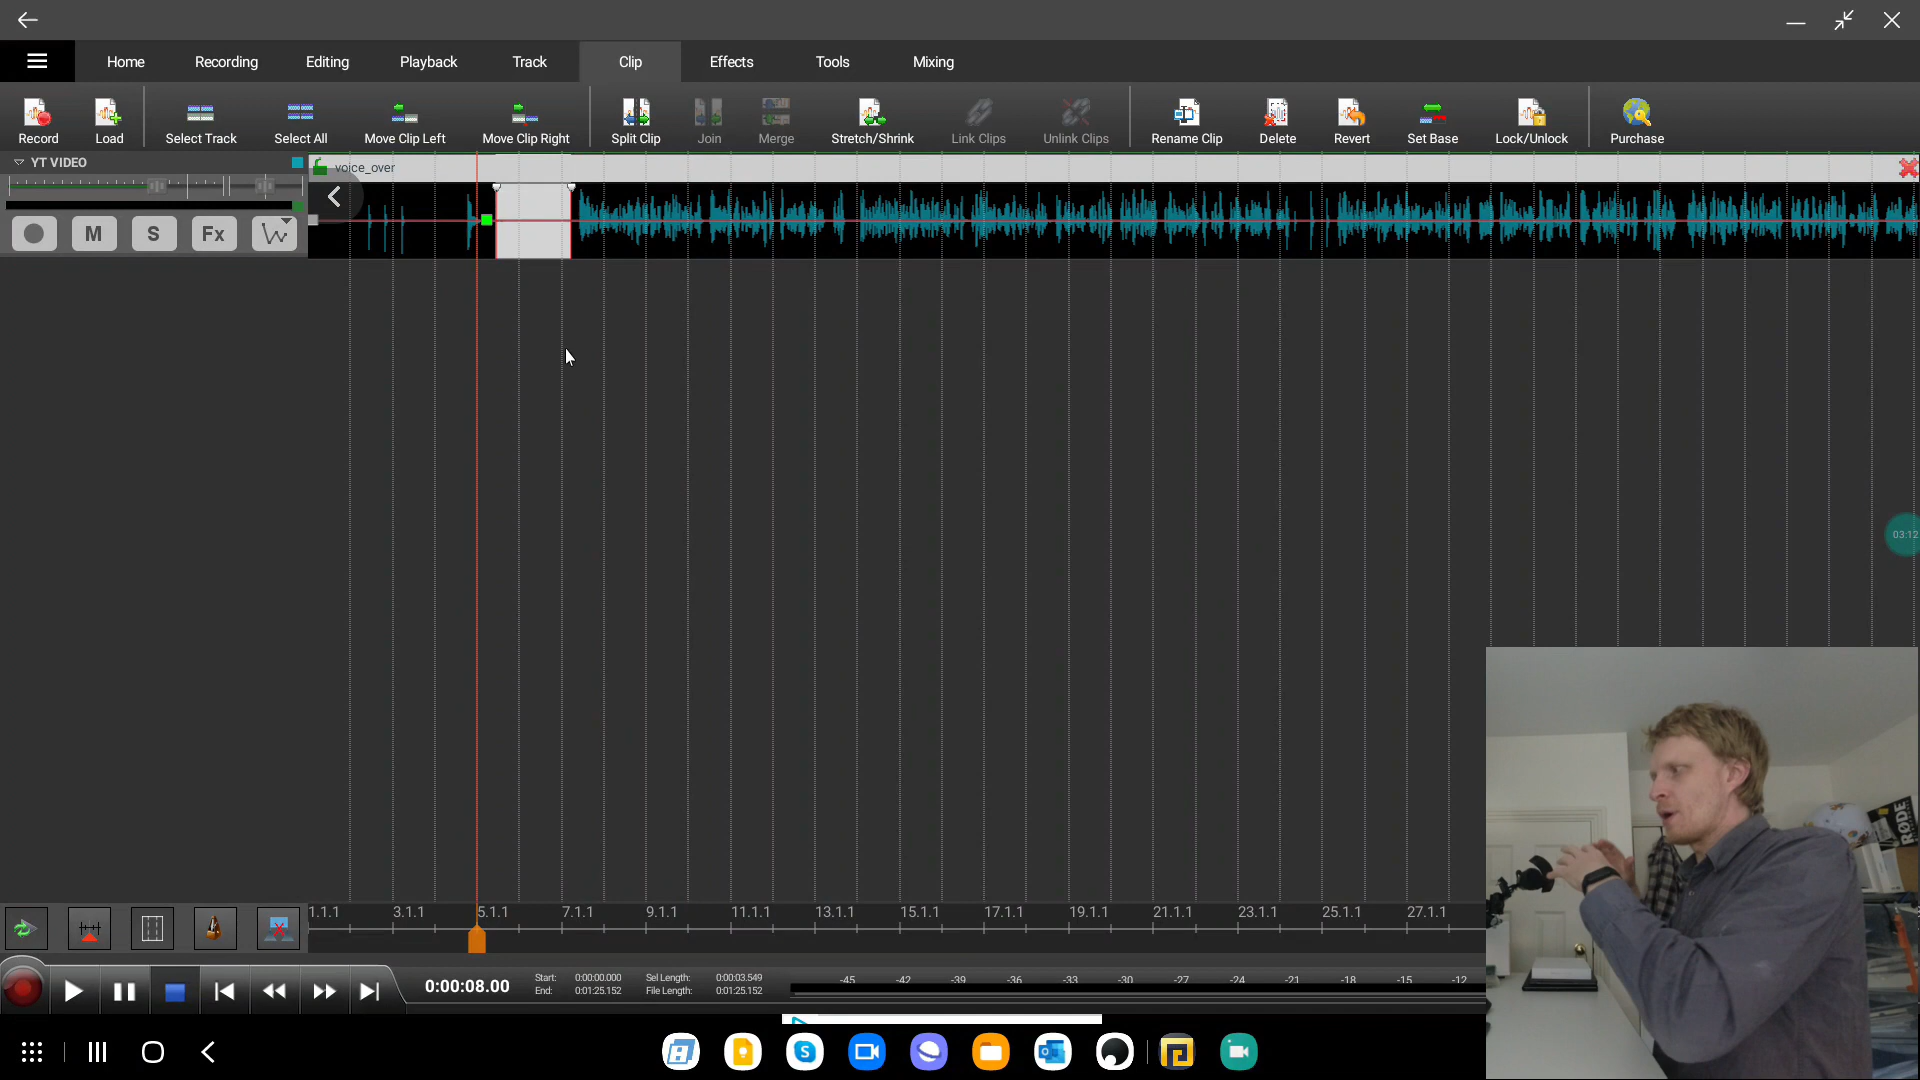 Home Recording Editing Playback Track Clip Effects Tools Mixing
Record Load Select Track Select All Move Clip Left Move Clip Right Split Clip Join Merge Stretch/Shrink Link Clips Unlink Clips Rename Clip Delete Revert Set Base Lock/Unlock Purchase
YT VIDEO
voice_over
M S Fx
03:12
RØDE
1.1.1 3.1.1 5.1.1 7.1.1 9.1.1 11.1.1 13.1.1 15.1.1 17.1.1 19.1.1 21.1.1 23.1.1 25.1.1 27.1.1
0:00:08.00
Start: 0:00:00.000 Sel Length: 0:00:03.549
End: 0:01:25.152 File Length: 0:01:25.152
-45 -42 -39 -36 -33 -30 -27 -24 -21 -18 -15 -12